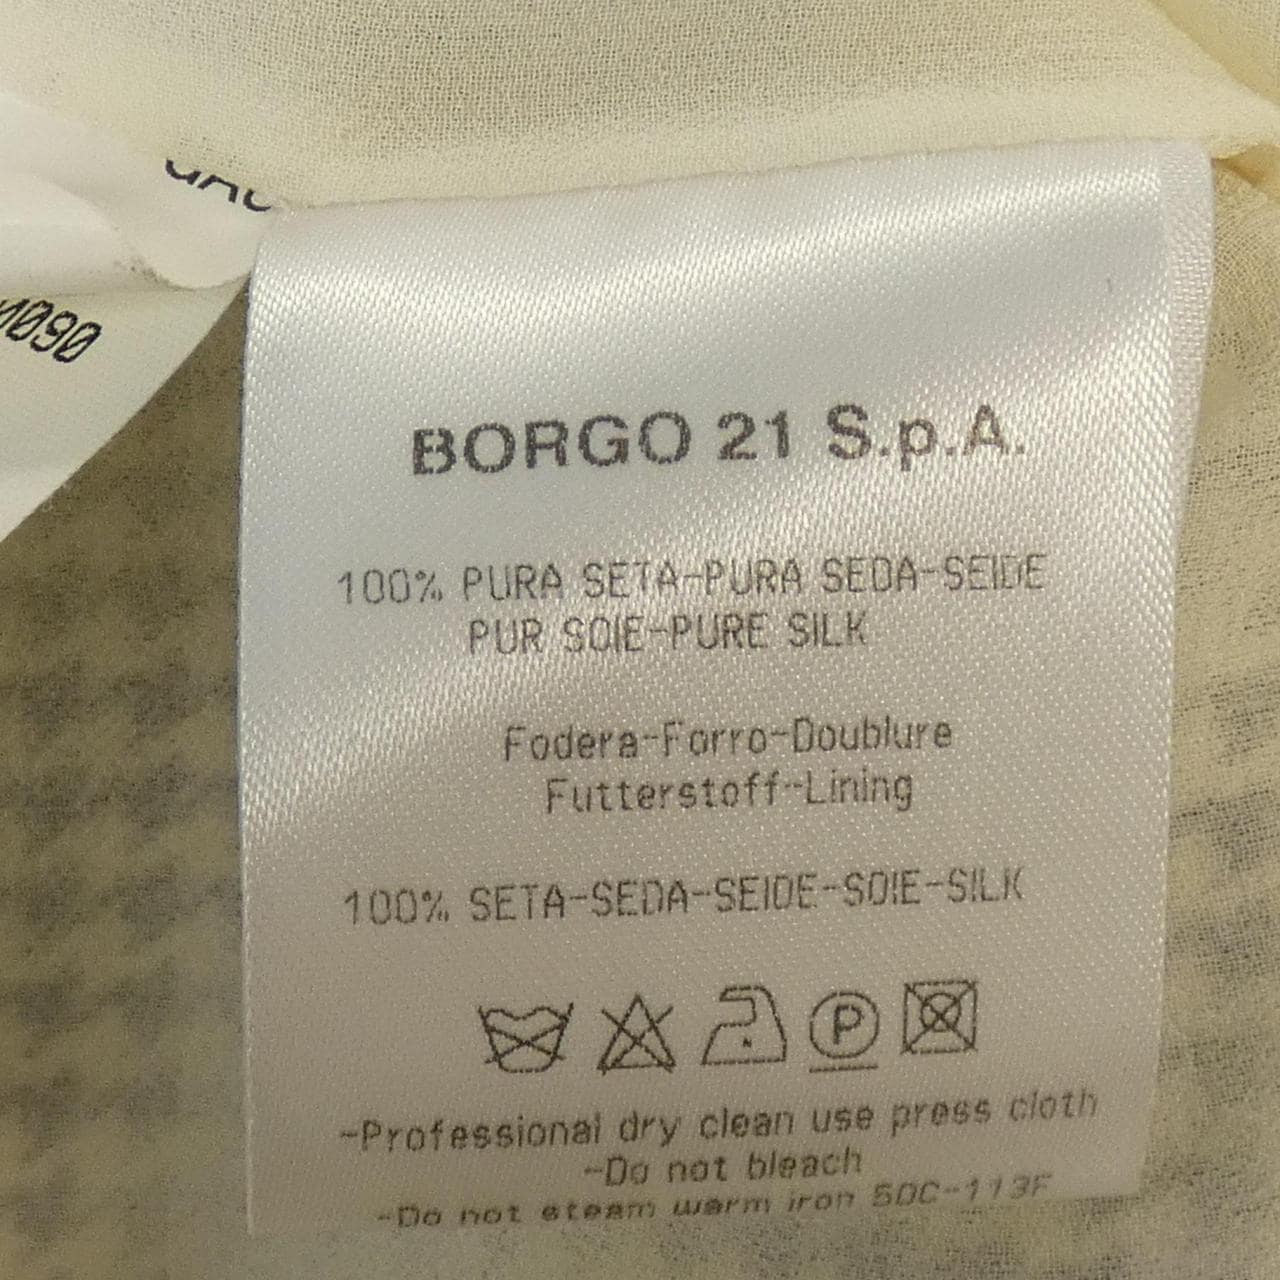 090
BORGO 21 S.p.A.
100% PURA SETA-PURA SEDA-SEIDE
PUR SOIE-PURE SILK
Fodera-Forro-Doublure
Futterstoff-Lining
100% SETA-SEDA-SEIDE-SOIE-SILK
P
-Professional dry clean use press cloth
-Do not bleach
-Do not steam warm iron 50C-113F